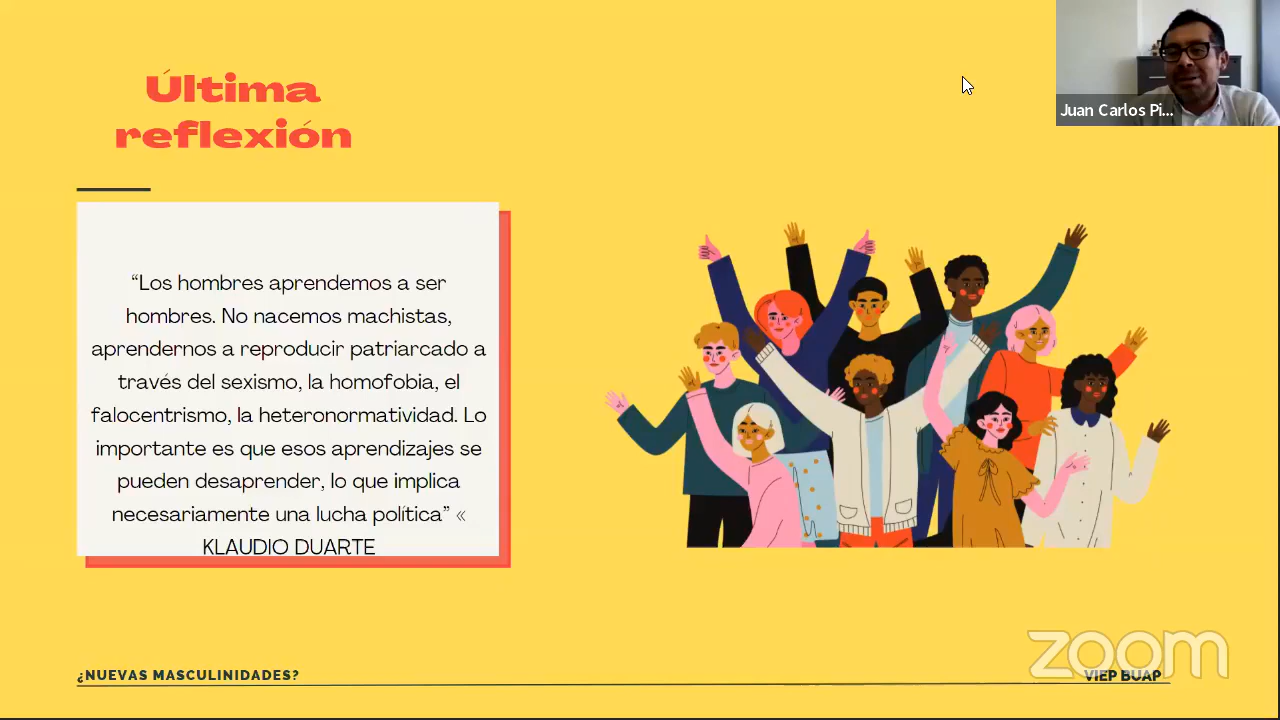 Última
reflexión
Juan Carlos Pi...
“Los hombres aprendemos a ser
hombres. No nacemos machistas,
aprendernos a reproducir patriarcado a
través del sexismo, la homofobia, el
falocentrismo, la heteronormatividad. Lo
importante es que esos aprendizajes se
pueden desaprender, lo que implica
necesariamente una lucha política” «
KLAUDIO DUARTE
¿NUEVAS MASCULINIDADES?
VIEP BUAP
zoom